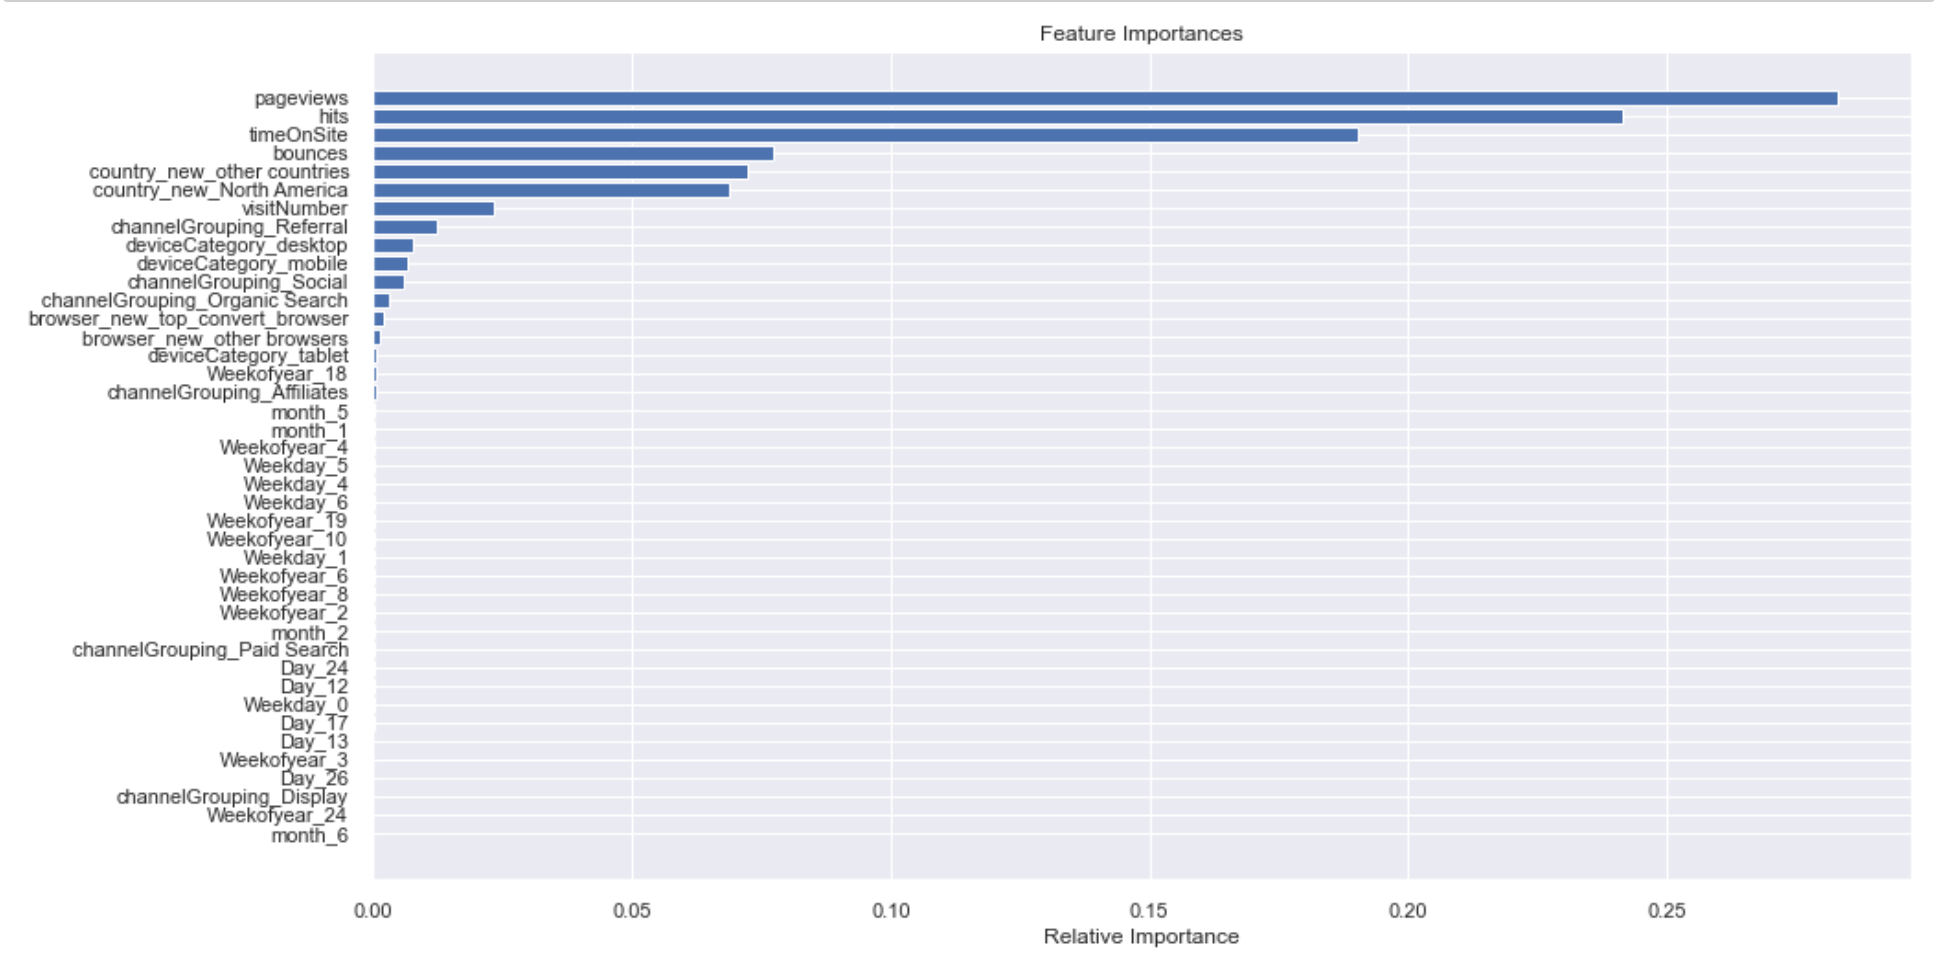 Feature Importances
pageviews
hits
timeOnSite
bounces
country_new_other countries
country_new_North America
visitNumber
channelGrouping_Referral
deviceCategory_desktop
deviceCategory_mobile
channelGrouping_Social
channelGrouping_Organic Search
browser_new_top_convert_browser
browser_new_other browsers
deviceCategory_tablet
Weekofyear_18
channelGrouping_Affiliates
month_5
month_1
Weekofyear_4
Weekday_5
Weekday_4
Weekday_6
Weekofyear_19
Weekofyear_10
Weekday_1
Weekofyear_6
Weekofyear_8
Weekofyear_2
month_2
channelGrouping_Paid Search
Day_24
Day_12
Weekday_0
Day_17
Day_13
Weekofyear_3
Day_26
channelGrouping_Display
Weekofyear_24
month_6
0.00 0.05 0.10 0.15 0.20 0.25
Relative Importance